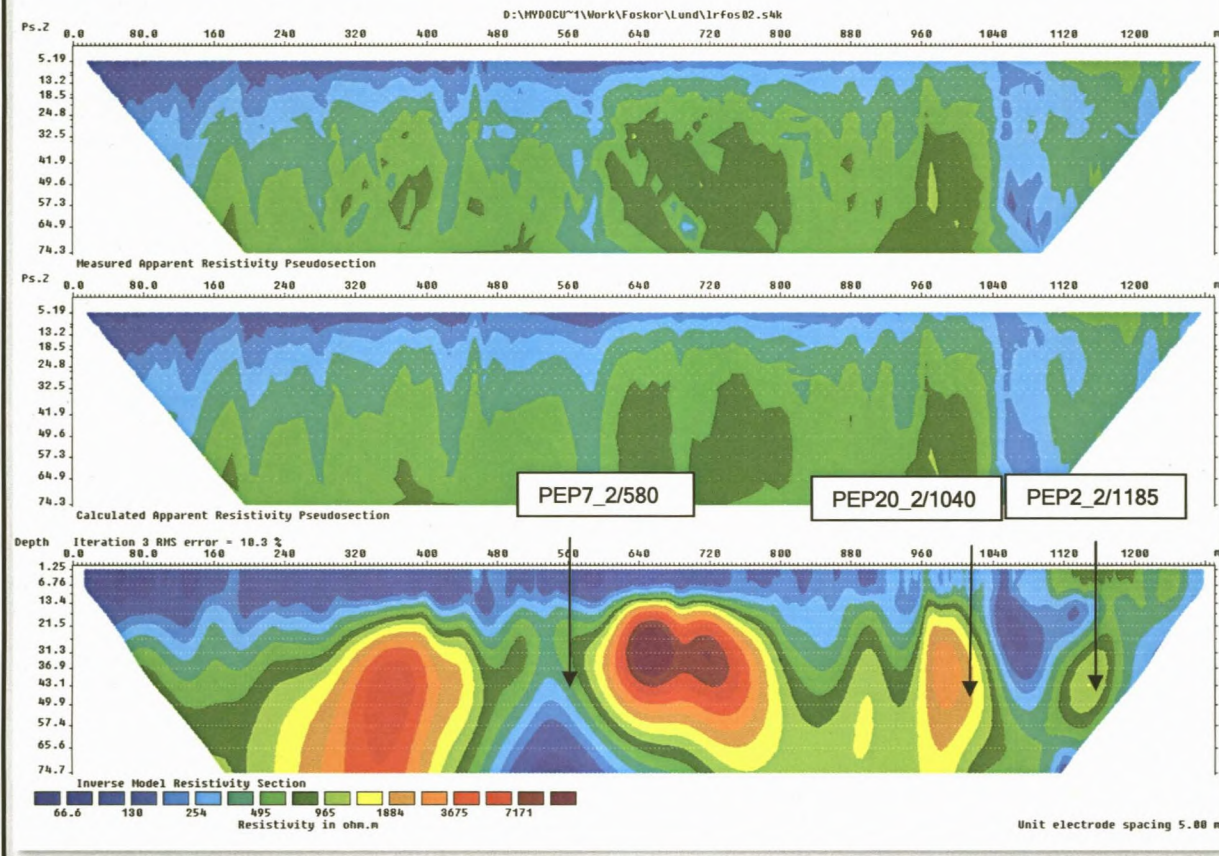 D:\MYDOCU~1\Work\Foskor\Lund\lrfos02.s4k
Ps.Z 0.0 80.0 160 240 320 400 480 560 640 720 800 880 960 1040 1120 1200 m.
5.19
13.2
18.5
24.8
32.5
41.9
49.6
57.3
64.9
74.3
Measured Apparent Resistivity Pseudosection
Ps.Z 0.0 80.0 160 240 320 400 480 560 640 720 800 880 960 1040 1120 1200 m.
5.19
13.2
18.5
24.8
32.5
41.9
49.6
57.3
64.9
74.3
Calculated Apparent Resistivity Pseudosection
PEP7_2/580 PEP20_2/1040 PEP2_2/1185
Depth Iteration 3 RMS error = 10.3 %
0.0 80.0 160 240 320 400 480 560 640 720 800 880 960 1040 1120 1200 m.
1.25
6.76
13.4
21.5
31.3
36.9
43.1
49.9
57.4
65.6
74.7
Inverse Model Resistivity Section
66.6 130 254 495 965 1884 3675 7171
Resistivity in ohm.m
Unit electrode spacing 5.00 m